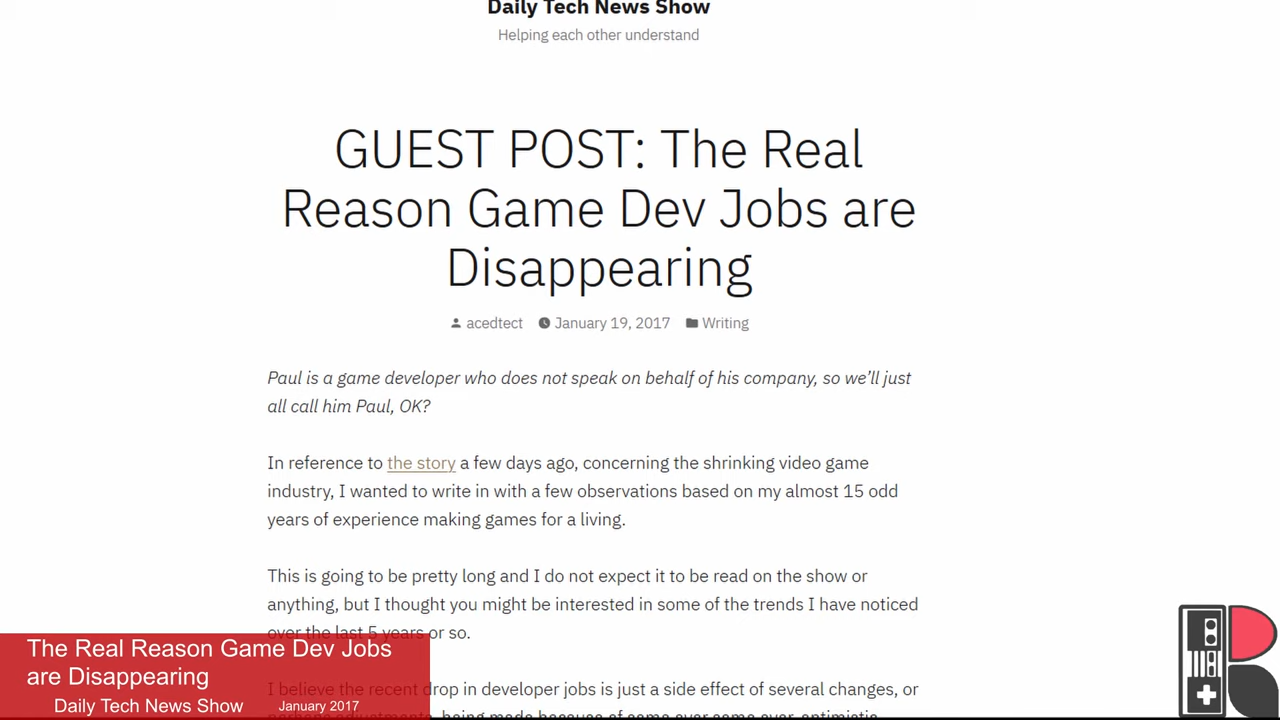 Daily Tech News Show
Helping each other understand
GUEST POST: The Real
Reason Game Dev Jobs are
Disappearing
acedtect January 19, 2017 Writing
Paul is a game developer who does not speak on behalf of his company, so we'll just
all call him Paul, OK?
In reference to the story a few days ago, concerning the shrinking video game
industry, I wanted to write in with a few observations based on my almost 15 odd
years of experience making games for a living.
This is going to be pretty long and I do not expect it to be read on the show or
anything, but I thought you might be interested in some of the trends I have noticed
over the last 5 years or so.
I believe the recent drop in developer jobs is just a side effect of several changes, or
The Real Reason Game Dev Jobs
are Disappearing
Daily Tech News Show January 2017